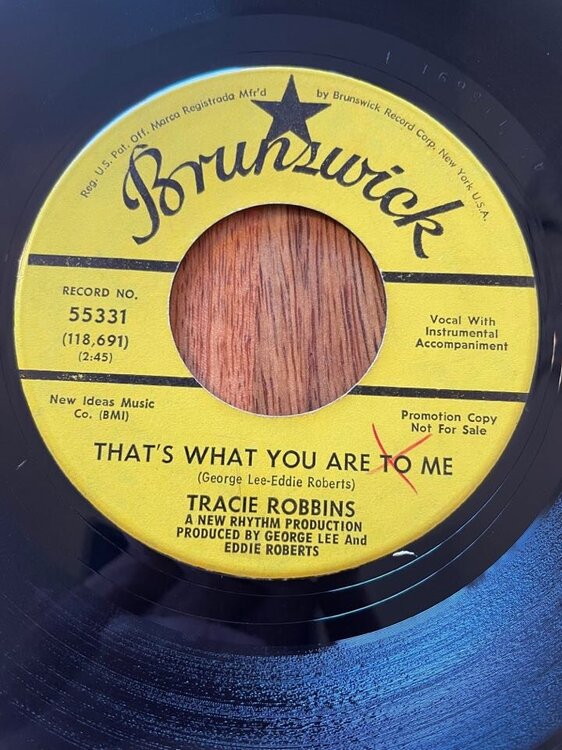 Reg. U.S. Pat. Off. Marca Registrada Mfr'd by Brunswick Record Corp. New York U.S.A.
Brunswick
RECORD NO.
55331
(118,691)
(2:45)
Vocal With
Instrumental
Accompaniment
New Ideas Music
Co. (BMI)
Promotion Copy
Not For Sale
THAT'S WHAT YOU ARE TO ME
(George Lee-Eddie Roberts)
TRACIE ROBBINS
A NEW RHYTHM PRODUCTION
PRODUCED BY GEORGE LEE And
EDDIE ROBERTS